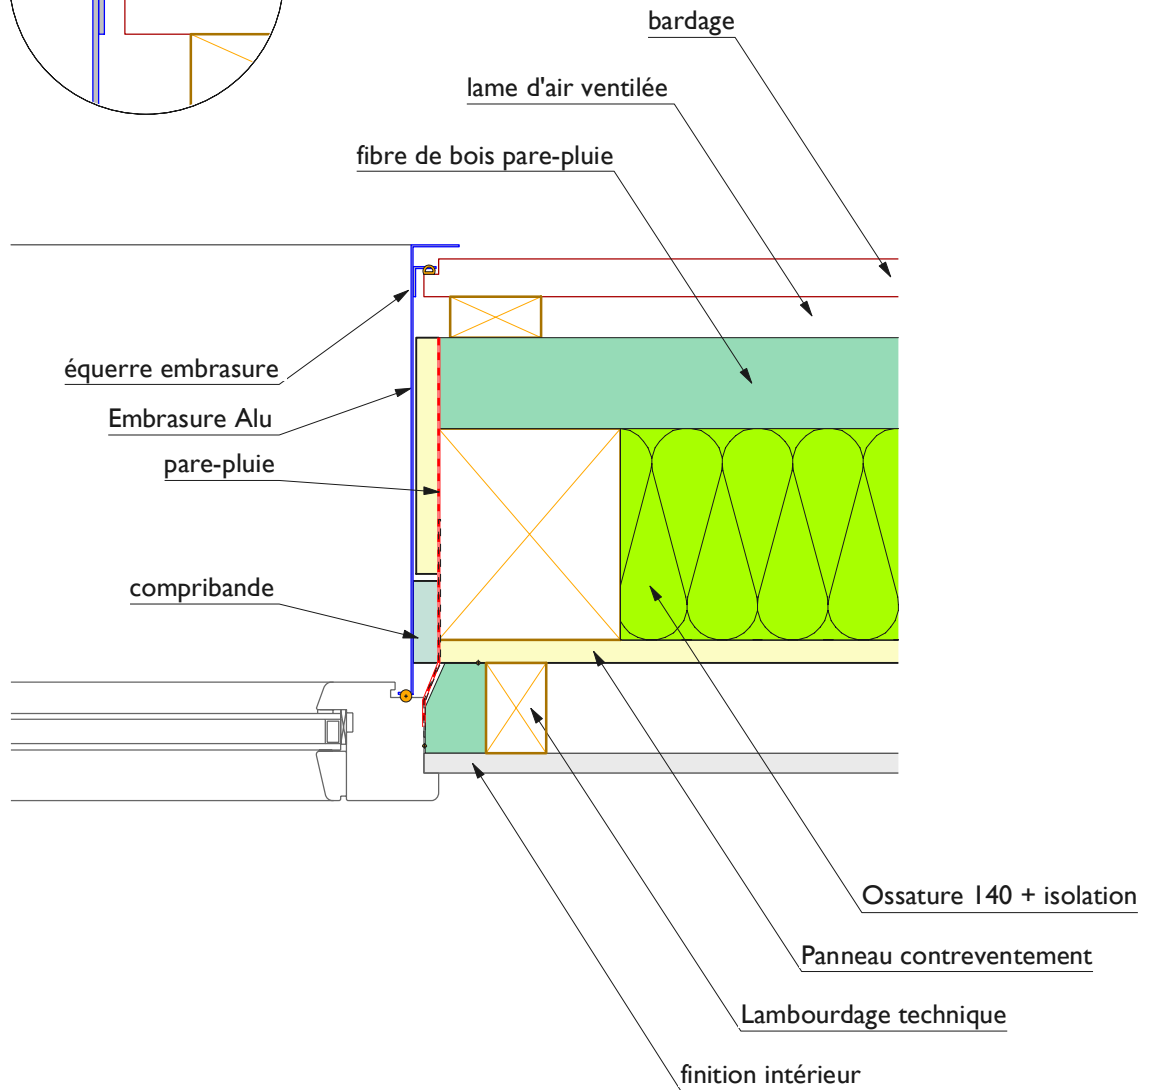 bardage
lame d'air ventilée
fibre de bois pare-pluie
équerre embrasure
Embrasure Alu
pare-pluie
compribande
Ossature 140 + isolation
Panneau contreventement
Lambourdage technique
finition intérieur